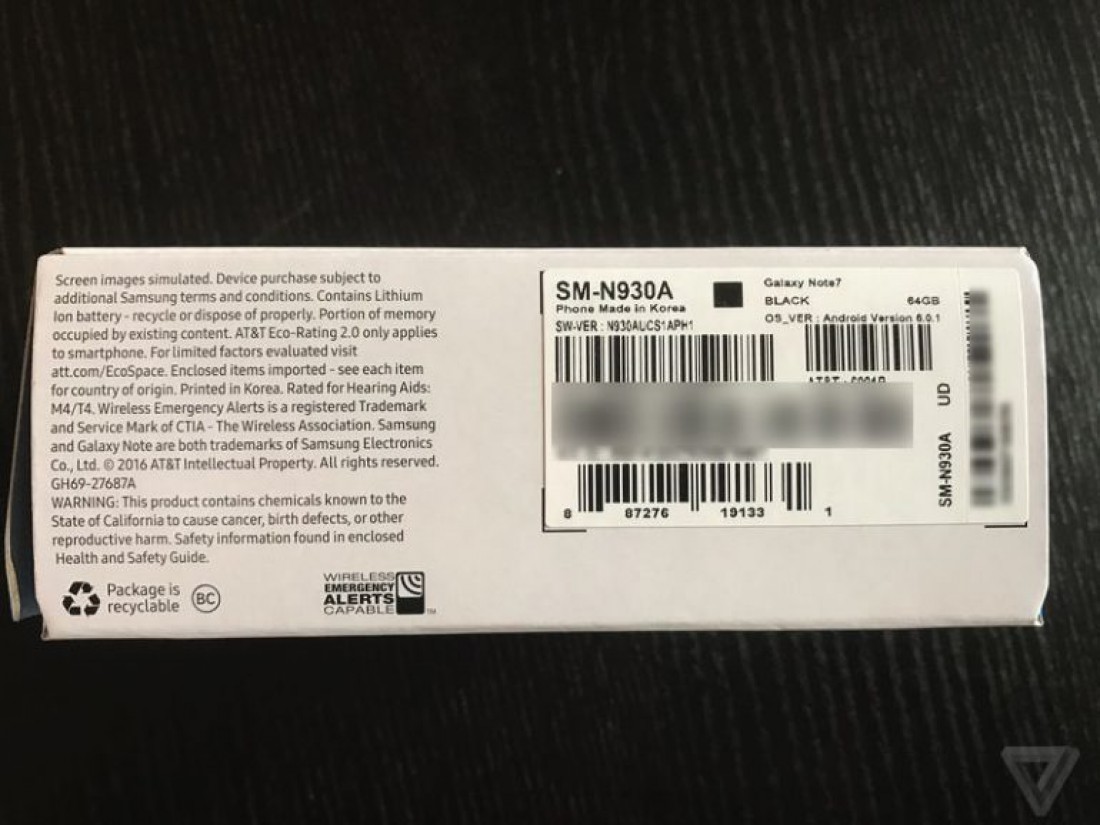 Screen images simulated. Device purchase subject to
additional Samsung terms and conditions. Contains Lithium
Ion battery - recycle or dispose of properly. Portion of memory
occupied by existing content. AT&T Eco-Rating 2.0 only applies
to smartphone. For limited factors evaluated visit
att.com/EcoSpace. Enclosed items imported - see each item
for country of origin. Printed in Korea. Rated for Hearing Aids:
M4/T4. Wireless Emergency Alerts is a registered Trademark
and Service Mark of CTIA - The Wireless Association. Samsung
and Galaxy Note are both trademarks of Samsung Electronics
Co., Ltd. © 2016 AT&T Intellectual Property. All rights reserved.
GH69-27687A
WARNING: This product contains chemicals known to the
State of California to cause cancer, birth defects, or other
reproductive harm. Safety information found in enclosed
Health and Safety Guide.
Package is
recyclable
BC
WIRELESS
EMERGENCY
ALERTS
CAPABLE
TM
SM-N930A
Phone Made in Korea
SW-VER : N930AUCS1APH1
Galaxy Note7
BLACK 64GB
OS_VER : Android Version 6.0.1
8 87276 19133 1
SM-N930A UD